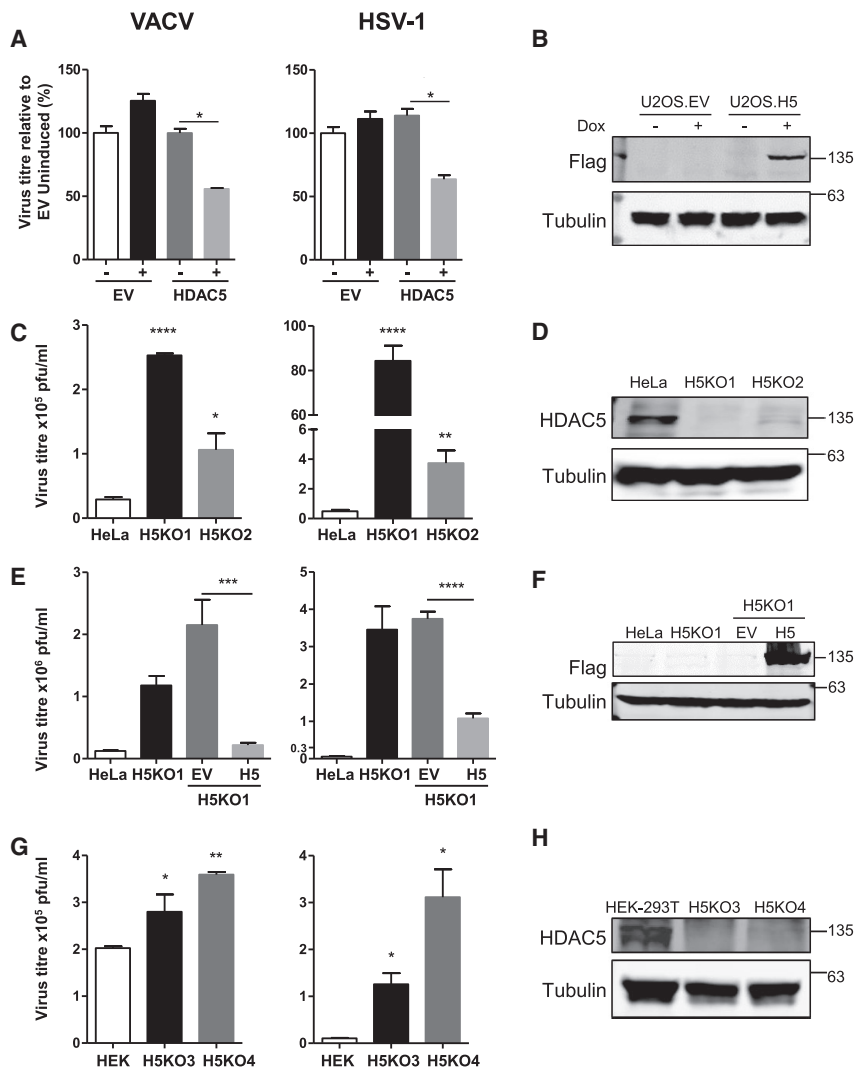 VACV
HSV-1
A
Virus titre relative to
EV Uninduced (%)
150
100
50
0
*
- + - +
EV HDAC5
150
100
50
0
*
- + - +
EV HDAC5
B
U2OS.EV U2OS.H5
Dox - + - +
Flag
135
63
Tubulin
C
Virus titre x10⁵ pfu/ml
3
2
1
0
****
*
HeLa H5KO1 H5KO2
100
80
60
6
4
2
0
****
**
HeLa H5KO1 H5KO2
D
HeLa H5KO1 H5KO2
HDAC5
135
63
Tubulin
E
Virus titre x10⁶ pfu/ml
3
2
1
0
***
HeLa H5KO1 EV H5
H5KO1
5
4
3
2
1
0.3
0
****
HeLa H5KO1 EV H5
H5KO1
F
H5KO1
HeLa H5KO1 EV H5
Flag
135
63
Tubulin
G
Virus titre x10⁵ pfu/ml
4
3
2
1
0
*
**
HEK H5KO3 H5KO4
4
3
2
1
0
*
*
HEK H5KO3 H5KO4
H
HEK-293T H5KO3 H5KO4
HDAC5
135
63
Tubulin